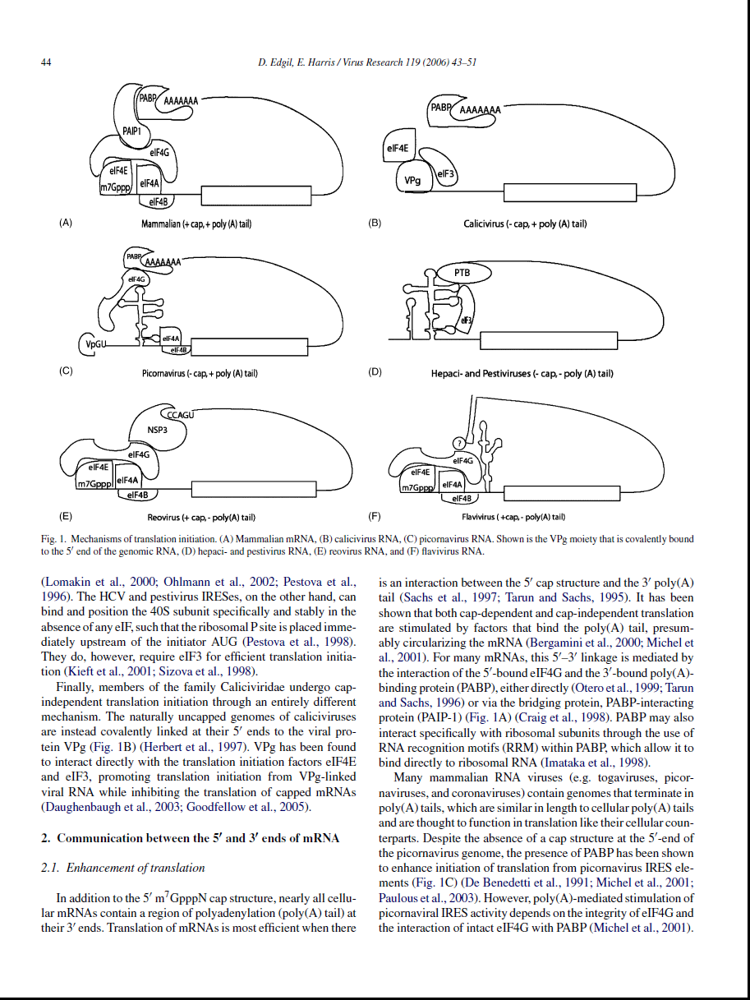 44
D. Edgil, E. Harris / Virus Research 119 (2006) 43–51
PABP
AAAAAAA
PAIP1
eIF4G
eIF4E
m7Gppp
eIF4A
eIF4B
(A)
Mammalian (+ cap, + poly (A) tail)
PABP
AAAAAAA
eIF4E
VPg
eIF3
(B)
Calicivirus (- cap, + poly (A) tail)
PABP
AAAAAAA
eIF4G
VpGU
eIF4A
eIF4B
(C)
Picornavirus (- cap, + poly (A) tail)
PTB
eIF3
(D)
Hepaci- and Pestiviruses (- cap, - poly (A) tail)
CCAGU
NSP3
eIF4G
eIF4E
m7Gppp
eIF4A
eIF4B
(E)
Reovirus (+ cap, - poly(A) tail)
?
eIF4G
eIF4E
m7Gppp
eIF4A
eIF4B
(F)
Flavivirus ( +cap, - poly(A) tail)
Fig. 1. Mechanisms of translation initiation. (A) Mammalian mRNA, (B) calicivirus RNA, (C) picornavirus RNA. Shown is the VPg moiety that is covalently bound
to the 5′ end of the genomic RNA, (D) hepaci- and pestivirus RNA, (E) reovirus RNA, and (F) flavivirus RNA.
(Lomakin et al., 2000; Ohlmann et al., 2002; Pestova et al.,
1996). The HCV and pestivirus IRESes, on the other hand, can
bind and position the 40S subunit specifically and stably in the
absence of any eIF, such that the ribosomal P site is placed imme-
diately upstream of the initiator AUG (Pestova et al., 1998).
They do, however, require eIF3 for efficient translation initia-
tion (Kieft et al., 2001; Sizova et al., 1998).
Finally, members of the family Caliciviridae undergo cap-
independent translation initiation through an entirely different
mechanism. The naturally uncapped genomes of caliciviruses
are instead covalently linked at their 5′ ends to the viral pro-
tein VPg (Fig. 1B) (Herbert et al., 1997). VPg has been found
to interact directly with the translation initiation factors eIF4E
and eIF3, promoting translation initiation from VPg-linked
viral RNA while inhibiting the translation of capped mRNAs
(Daughenbaugh et al., 2003; Goodfellow et al., 2005).
2. Communication between the 5′ and 3′ ends of mRNA
2.1. Enhancement of translation
In addition to the 5′ m7GpppN cap structure, nearly all cellu-
lar mRNAs contain a region of polyadenylation (poly(A) tail) at
their 3′ ends. Translation of mRNAs is most efficient when there
is an interaction between the 5′ cap structure and the 3′ poly(A)
tail (Sachs et al., 1997; Tarun and Sachs, 1995). It has been
shown that both cap-dependent and cap-independent translation
are stimulated by factors that bind the poly(A) tail, presum-
ably circularizing the mRNA (Bergamini et al., 2000; Michel et
al., 2001). For many mRNAs, this 5′–3′ linkage is mediated by
the interaction of the 5′-bound eIF4G and the 3′-bound poly(A)-
binding protein (PABP), either directly (Otero et al., 1999; Tarun
and Sachs, 1996) or via the bridging protein, PABP-interacting
protein (PAIP-1) (Fig. 1A) (Craig et al., 1998). PABP may also
interact specifically with ribosomal subunits through the use of
RNA recognition motifs (RRM) within PABP, which allow it to
bind directly to ribosomal RNA (Imataka et al., 1998).
Many mammalian RNA viruses (e.g. togaviruses, picor-
naviruses, and coronaviruses) contain genomes that terminate in
poly(A) tails, which are similar in length to cellular poly(A) tails
and are thought to function in translation like their cellular coun-
terparts. Despite the absence of a cap structure at the 5′-end of
the picornavirus genome, the presence of PABP has been shown
to enhance initiation of translation from picornavirus IRES ele-
ments (Fig. 1C) (De Benedetti et al., 1991; Michel et al., 2001;
Paulous et al., 2003). However, poly(A)-mediated stimulation of
picornaviral IRES activity depends on the integrity of eIF4G and
the interaction of intact eIF4G with PABP (Michel et al., 2001).